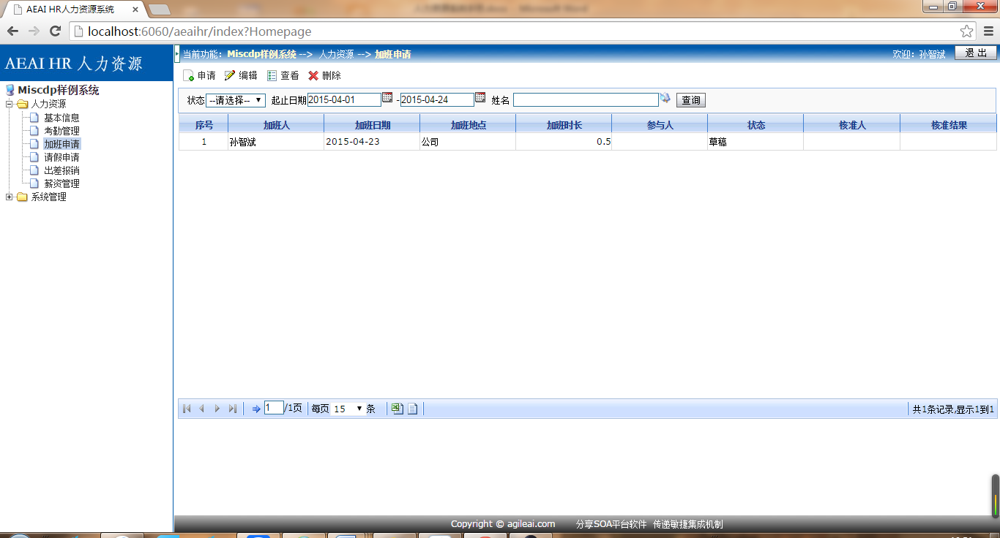 AEAI HR人力资源系统
localhost:6060/aeaihr/index?Homepage
AEAI HR 人力资源
当前功能: Miscdp样例系统 --> 人力资源 --> 加班申请
欢迎: 孙智斌
退 出
Miscdp样例系统
人力资源
基本信息
考勤管理
加班申请
请假申请
出差报销
薪资管理
系统管理
申请 编辑 查看 删除
状态 --请选择-- 起止日期 2015-04-01 - 2015-04-24 姓名 查询
序号 加班人 加班日期 加班地点 加班时长 参与人 状态 核准人 核准结果
1 孙智斌 2015-04-23 公司 0.5 草稿
1 /1页 每页 15 条
共1条记录,显示1到1
Copyright © agileai.com 分享SOA平台软件 传递敏捷集成机制